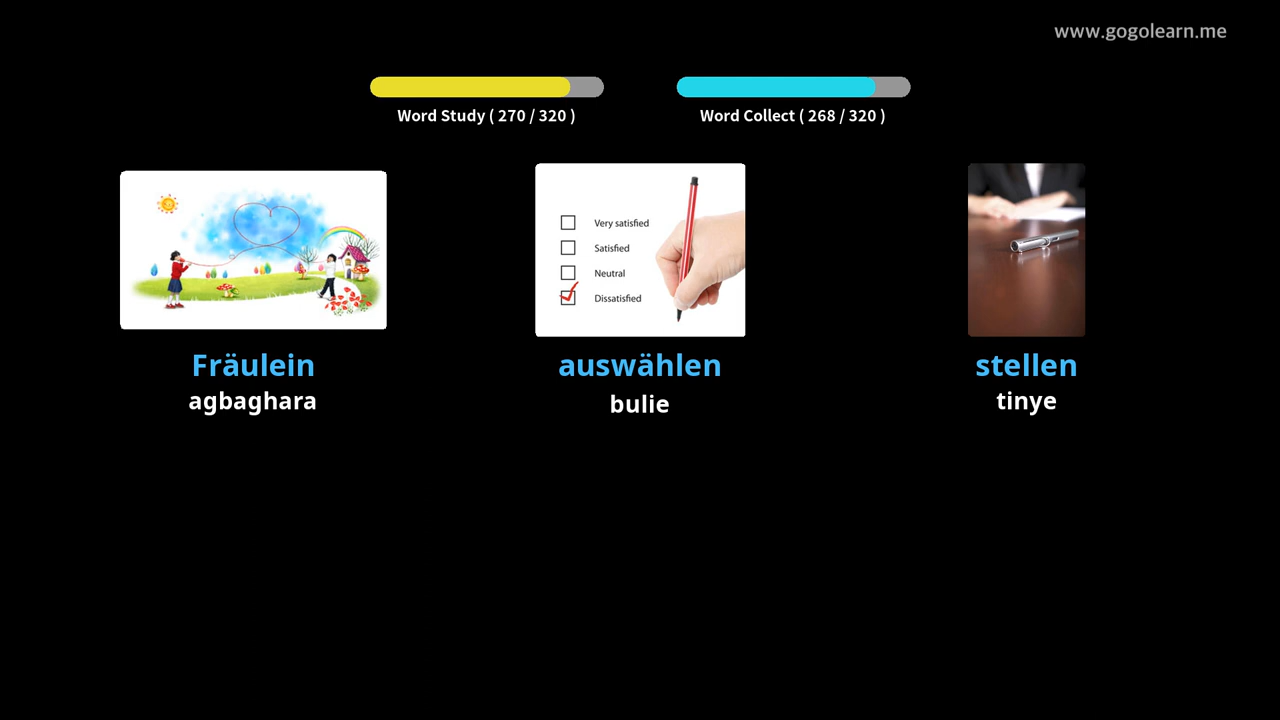 www.gogolearn.me
Word Study ( 270 / 320 )
Word Collect ( 268 / 320 )
Very satisfied
Satisfied
Neutral
Dissatisfied
Fräulein
auswählen
stellen
agbaghara
bulie
tinye